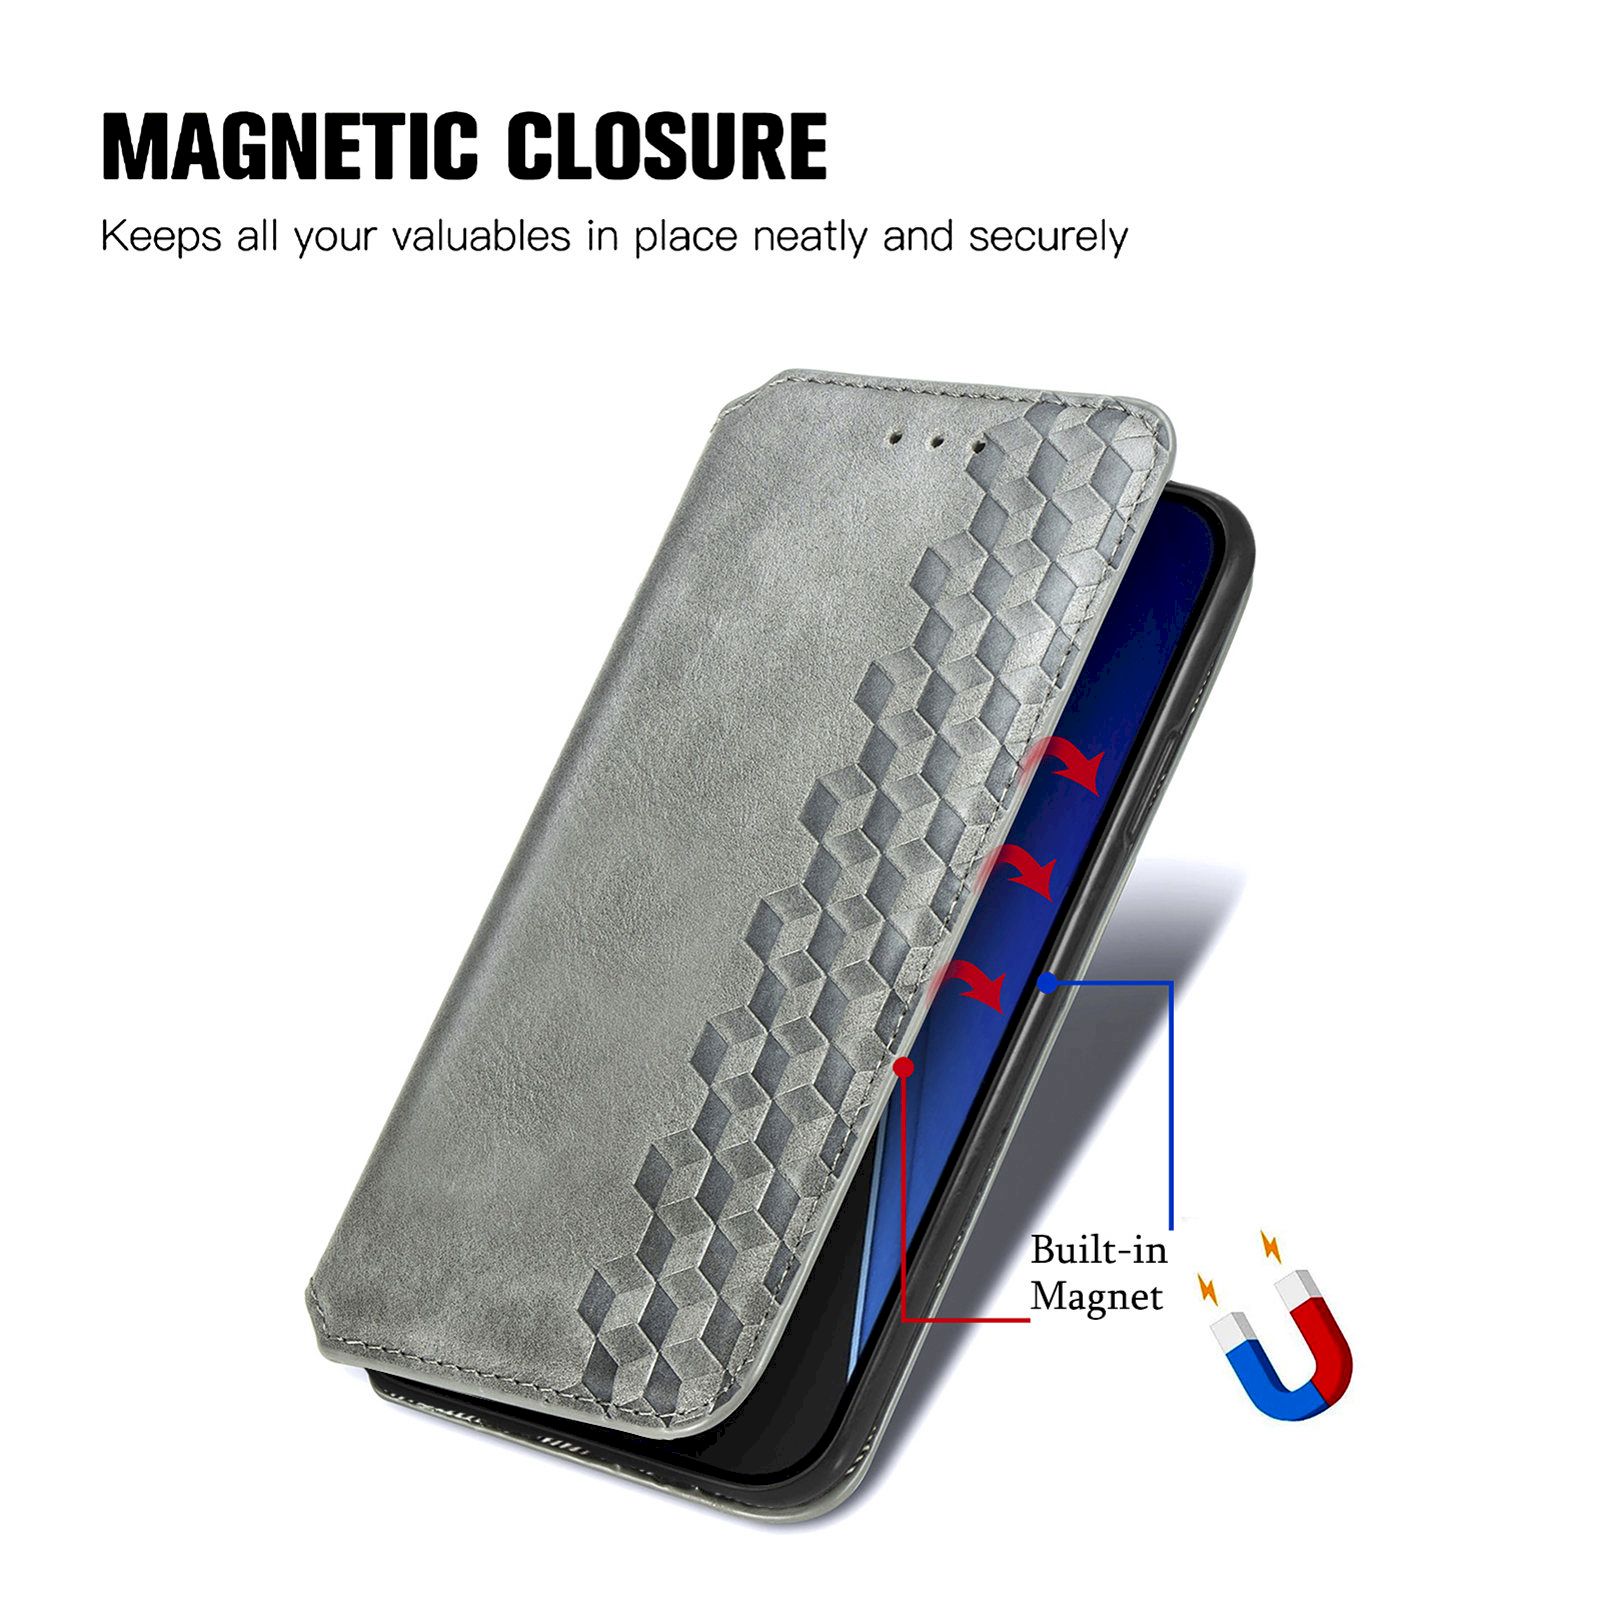 MAGNETIC CLOSURE
Keeps all your valuables in place neatly and securely
Built-in
Magnet